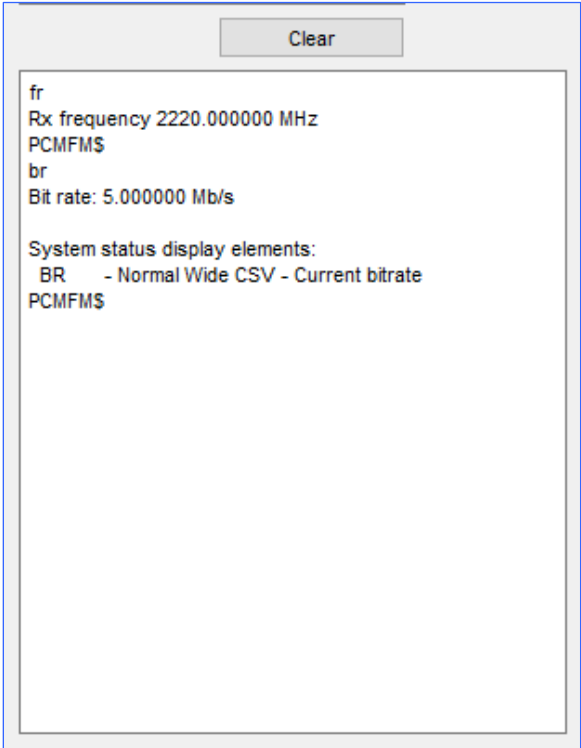 Clear
fr
Rx frequency 2220.000000 MHz
PCMFM$
br
Bit rate: 5.000000 Mb/s
System status display elements:
BR - Normal Wide CSV - Current bitrate
PCMFM$